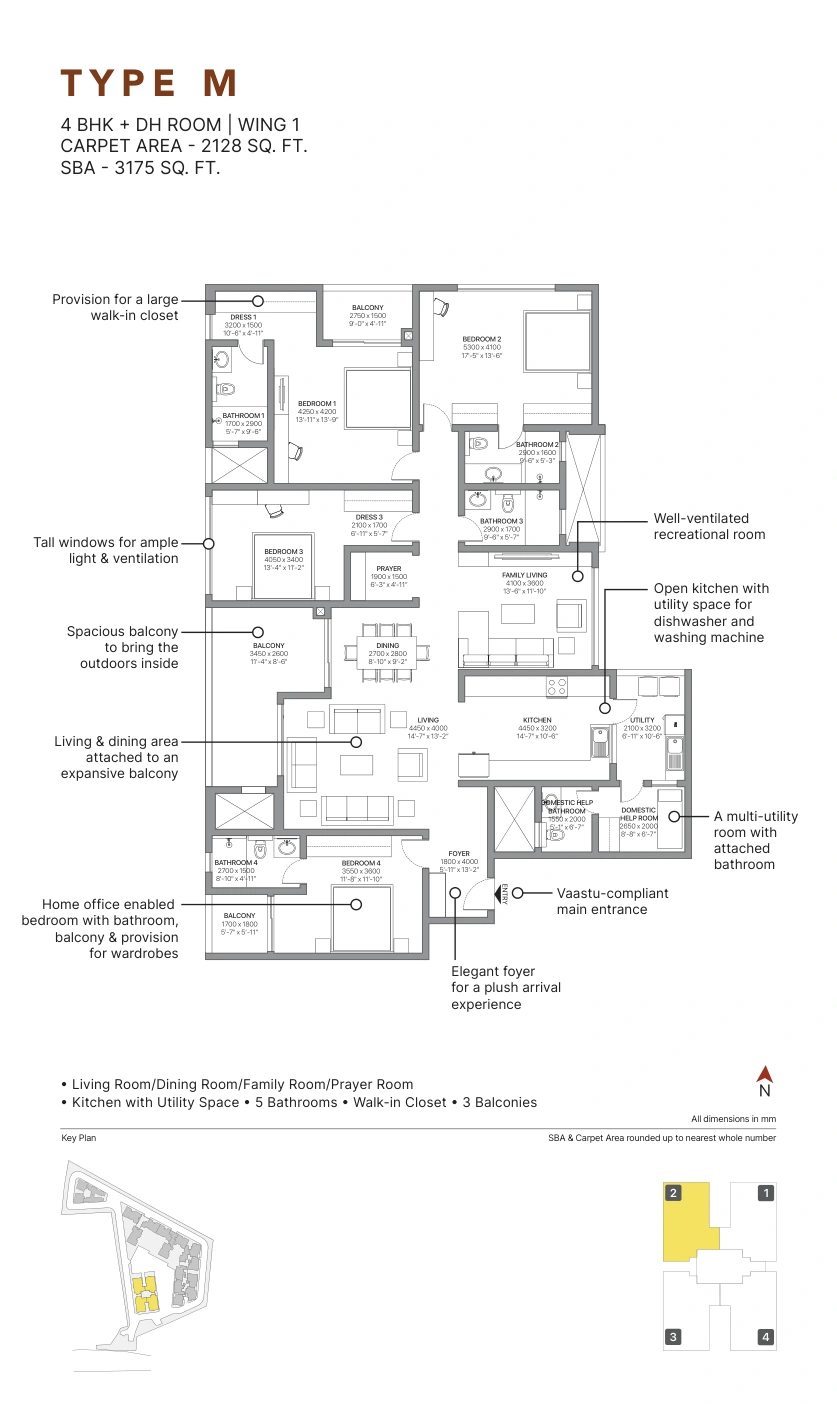 TYPE M
4 BHK + DH ROOM | WING 1
CARPET AREA - 2128 SQ. FT.
SBA - 3175 SQ. FT.
Provision for a large
walk-in closet
DRESS 1
3200 x 1500
10'-6" x 4'-11"
BALCONY
2750 x 1500
9'-0" x 4'-11"
BEDROOM 2
5300 x 4100
17'-5" x 13'-6"
BATHROOM 1
1700 x 2900
5'-7" x 9'-6"
BEDROOM 1
4250 x 4200
13'-11" x 13'-9"
BATHROOM 2
2900 x 1600
9'-6" x 5'-3"
DRESS 3
2100 x 1700
6'-11" x 5'-7"
BATHROOM 3
2900 x 1700
9'-6" x 5'-7"
Well-ventilated
recreational room
Tall windows for ample
light & ventilation
BEDROOM 3
4050 x 3400
13'-4" x 11'-2"
PRAYER
1900 x 1500
6'-3" x 4'-11"
FAMILY LIVING
4100 x 3600
13'-6" x 11'-10"
Open kitchen with
utility space for
dishwasher and
washing machine
Spacious balcony
to bring the
outdoors inside
BALCONY
3450 x 2600
11'-4" x 8'-6"
DINING
2700 x 2800
8'-10" x 9'-2"
LIVING
4450 x 4000
14'-7" x 13'-2"
KITCHEN
4450 x 3200
14'-7" x 10'-6"
UTILITY
2100 x 3200
6'-11" x 10'-6"
Living & dining area
attached to an
expansive balcony
DOMESTIC HELP
BATHROOM
1550 x 2000
5'-1" x 6'-7"
DOMESTIC
HELP ROOM
2650 x 2000
8'-8" x 6'-7"
A multi-utility
room with
attached
bathroom
BATHROOM 4
2700 x 1500
8'-10" x 4'-11"
BEDROOM 4
3550 x 3600
11'-8" x 11'-10"
FOYER
1800 x 4000
5'-11" x 13'-2"
ENTRY
Vaastu-compliant
main entrance
Home office enabled
bedroom with bathroom,
balcony & provision
for wardrobes
BALCONY
1700 x 1800
5'-7" x 5'-11"
Elegant foyer
for a plush arrival
experience
• Living Room/Dining Room/Family Room/Prayer Room
• Kitchen with Utility Space • 5 Bathrooms • Walk-in Closet • 3 Balconies
N
All dimensions in mm
Key Plan
SBA & Carpet Area rounded up to nearest whole number
2
1
3
4